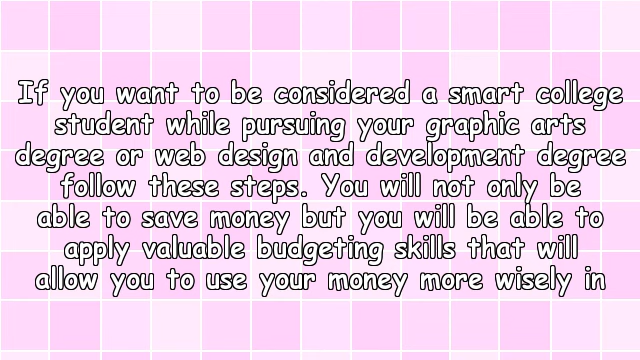 If you want to be considered a smart college
student while pursuing your graphic arts
degree or web design and development degree
follow these steps. You will not only be
able to save money but you will be able to
apply valuable budgeting skills that will
allow you to use your money more wisely in